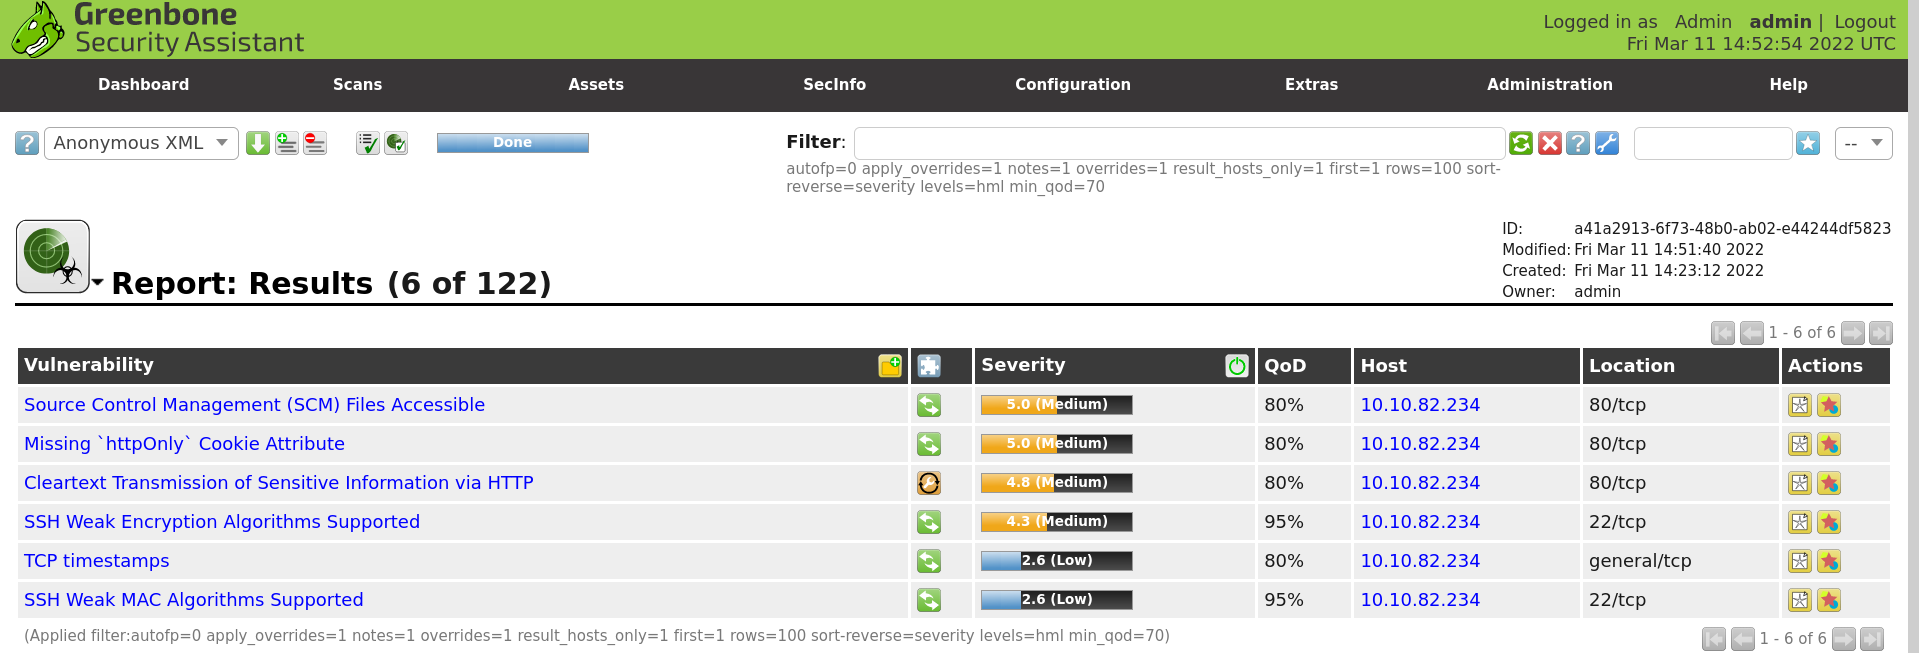 Greenbone
Security Assistant
Logged in as Admin admin | Logout
Fri Mar 11 14:52:54 2022 UTC
Dashboard Scans Assets SecInfo Configuration Extras Administration Help
? Anonymous XML Done Filter: ? --
autofp=0 apply_overrides=1 notes=1 overrides=1 result_hosts_only=1 first=1 rows=100 sort-
reverse=severity levels=hml min_qod=70
ID: a41a2913-6f73-48b0-ab02-e44244df5823
Modified: Fri Mar 11 14:51:40 2022
Created: Fri Mar 11 14:23:12 2022
Owner: admin
Report: Results (6 of 122)
1 - 6 of 6
Vulnerability Severity QoD Host Location Actions
Source Control Management (SCM) Files Accessible 5.0 (Medium) 80% 10.10.82.234 80/tcp
Missing `httpOnly` Cookie Attribute 5.0 (Medium) 80% 10.10.82.234 80/tcp
Cleartext Transmission of Sensitive Information via HTTP 4.8 (Medium) 80% 10.10.82.234 80/tcp
SSH Weak Encryption Algorithms Supported 4.3 (Medium) 95% 10.10.82.234 22/tcp
TCP timestamps 2.6 (Low) 80% 10.10.82.234 general/tcp
SSH Weak MAC Algorithms Supported 2.6 (Low) 95% 10.10.82.234 22/tcp
(Applied filter:autofp=0 apply_overrides=1 notes=1 overrides=1 result_hosts_only=1 first=1 rows=100 sort-reverse=severity levels=hml min_qod=70)
1 - 6 of 6